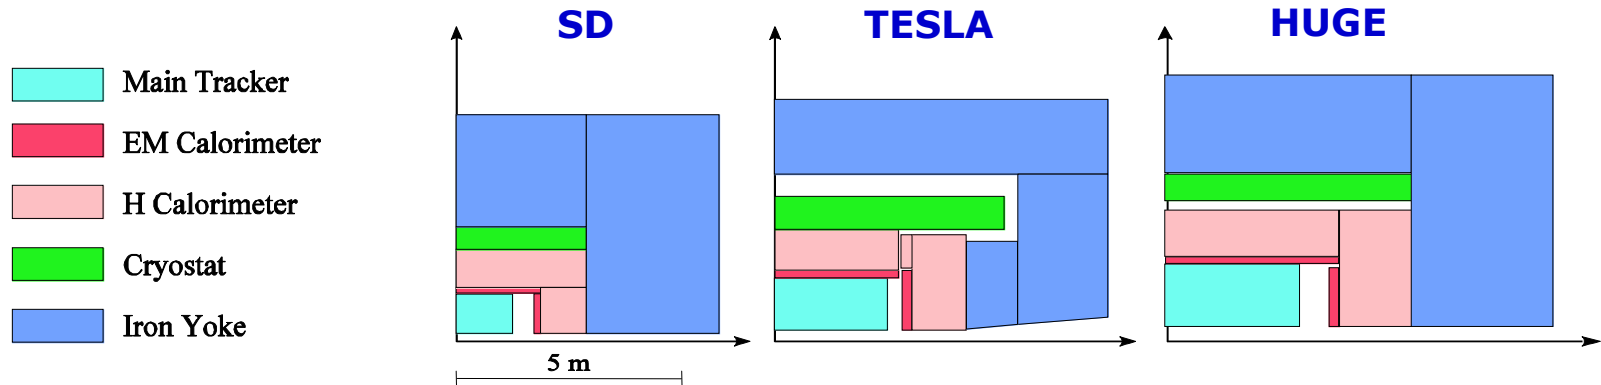 SD
TESLA
HUGE
Main Tracker
EM Calorimeter
H Calorimeter
Cryostat
Iron Yoke
5 m